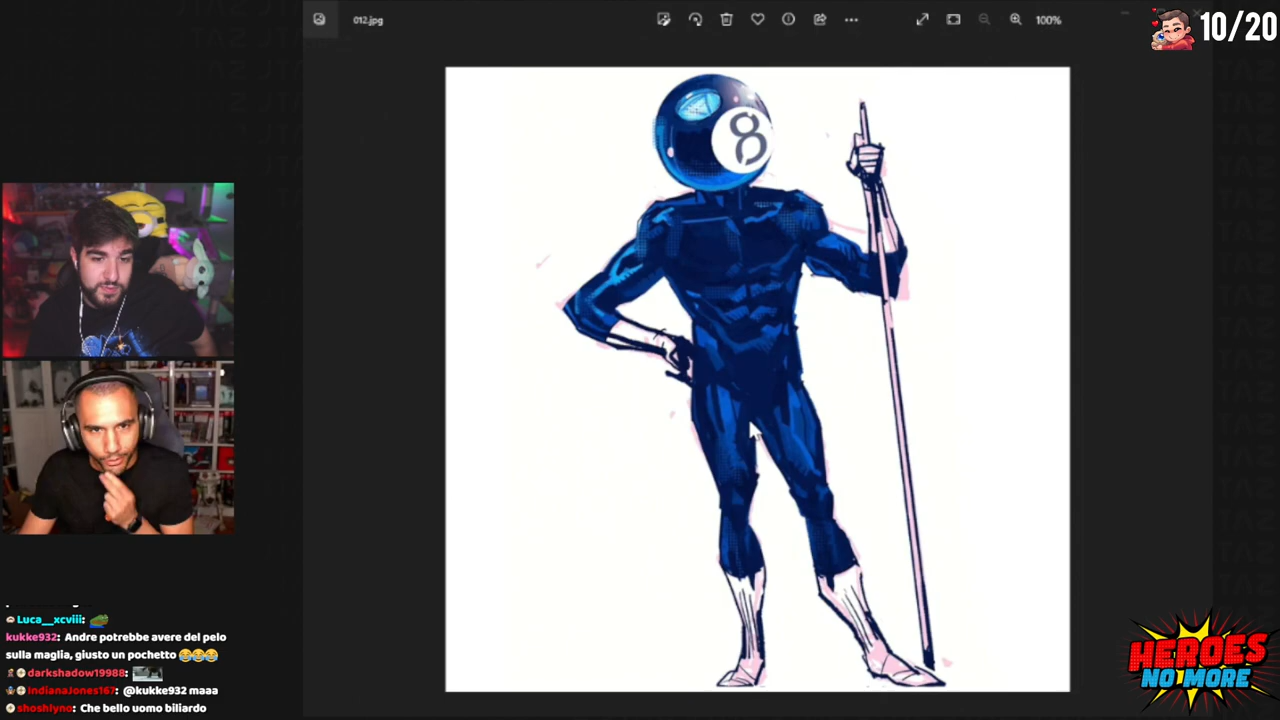 012.jpg
100%
10/20
8
Luca__xcviii:
kukke932: Andre potrebbe avere del pelo
sulla maglia, giusto un pochetto
darkshadow19988:
IndianaJones167: @kukke932 maaa
shoshlyno: Che bello uomo biliardo
HEROES
NO MORE